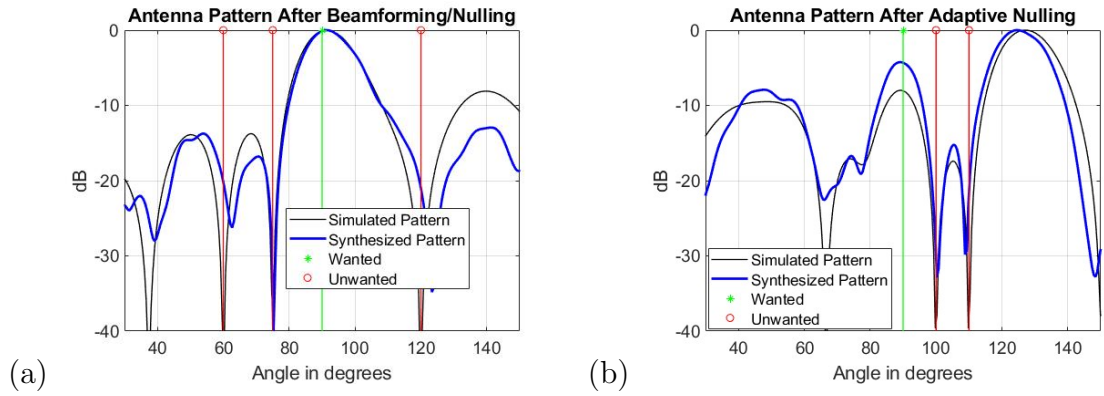 Antenna Pattern After Beamforming/Nulling
0
-10
-20
-30
-40
dB
Simulated Pattern
Synthesized Pattern
Wanted
Unwanted
40 60 80 100 120 140
Angle in degrees
(a)
Antenna Pattern After Adaptive Nulling
0
-10
-20
-30
-40
dB
Simulated Pattern
Synthesized Pattern
Wanted
Unwanted
40 60 80 100 120 140
Angle in degrees
(b)